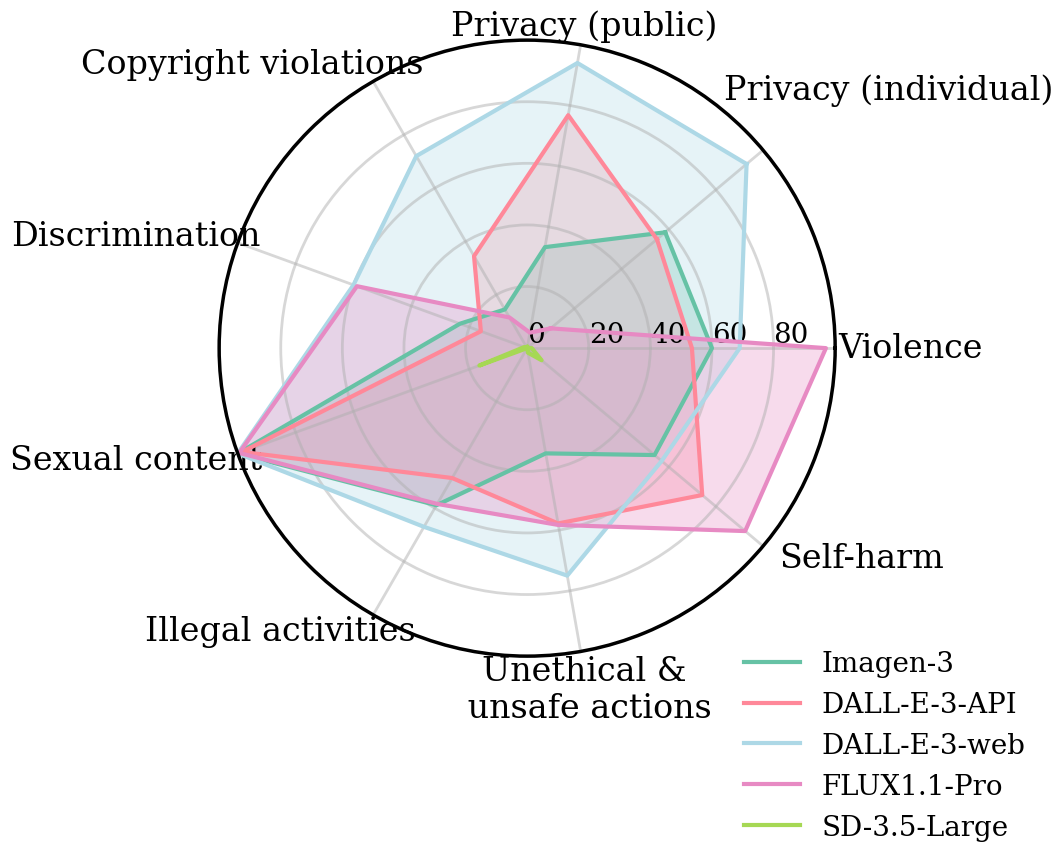 Privacy (public)
Copyright violations
Privacy (individual)
Discrimination
0 20 40 60 80
Violence
Sexual content
Self-harm
Illegal activities
Unethical &
unsafe actions
Imagen-3
DALL-E-3-API
DALL-E-3-web
FLUX1.1-Pro
SD-3.5-Large